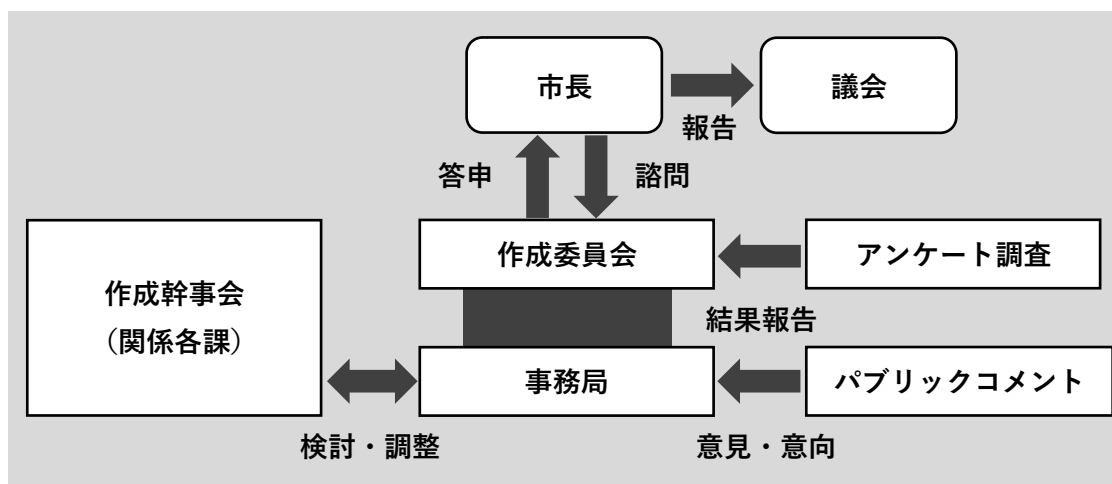 市長
議会
報告
答申
諮問
作成委員会
アンケート調査
作成幹事会
（関係各課）
結果報告
事務局
パブリックコメント
検討・調整
意見・意向